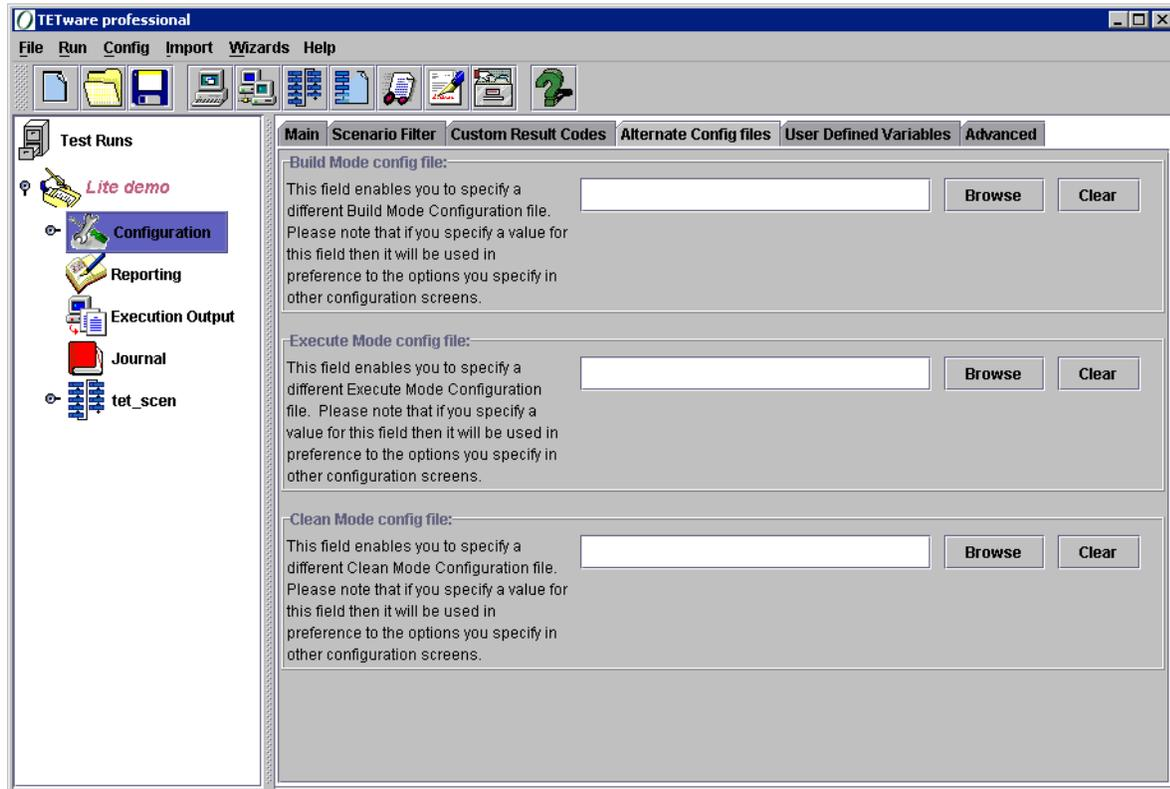 TETware professional
File Run Config Import Wizards Help
Test Runs
Lite demo
Configuration
Reporting
Execution Output
Journal
tet_scen
Main Scenario Filter Custom Result Codes Alternate Config files User Defined Variables Advanced
Build Mode config file:
This field enables you to specify a
different Build Mode Configuration file.
Please note that if you specify a value for
this field then it will be used in
preference to the options you specify in
other configuration screens.
Browse Clear
Execute Mode config file:
This field enables you to specify a
different Execute Mode Configuration
file. Please note that if you specify a
value for this field then it will be used in
preference to the options you specify in
other configuration screens.
Browse Clear
Clean Mode config file:
This field enables you to specify a
different Clean Mode Configuration file.
Please note that if you specify a value for
this field then it will be used in
preference to the options you specify in
other configuration screens.
Browse Clear